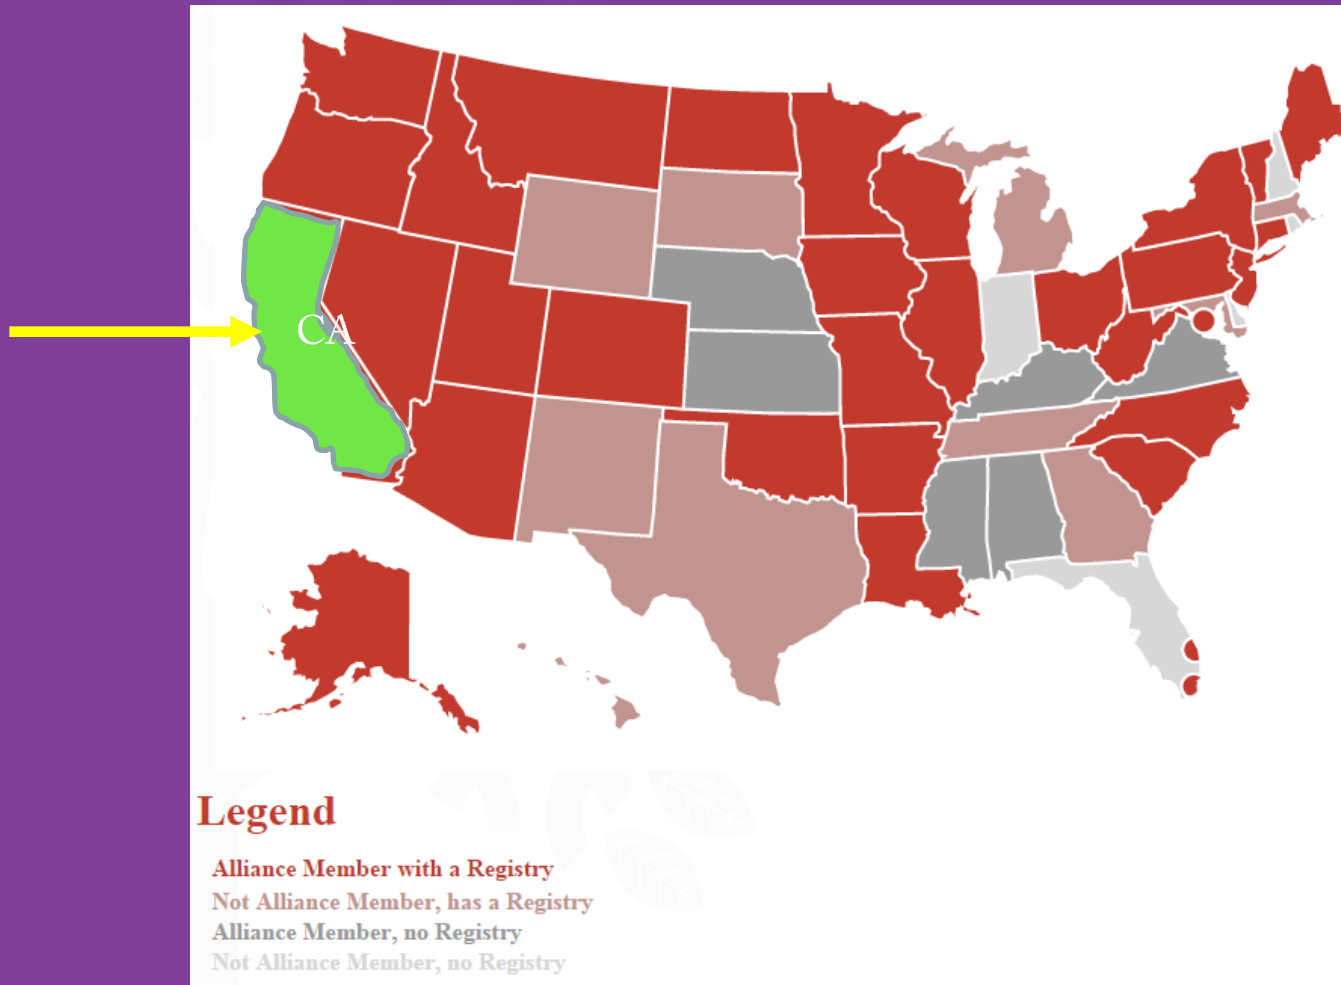 CA
Legend
Alliance Member with a Registry
Not Alliance Member, has a Registry
Alliance Member, no Registry
Not Alliance Member, no Registry